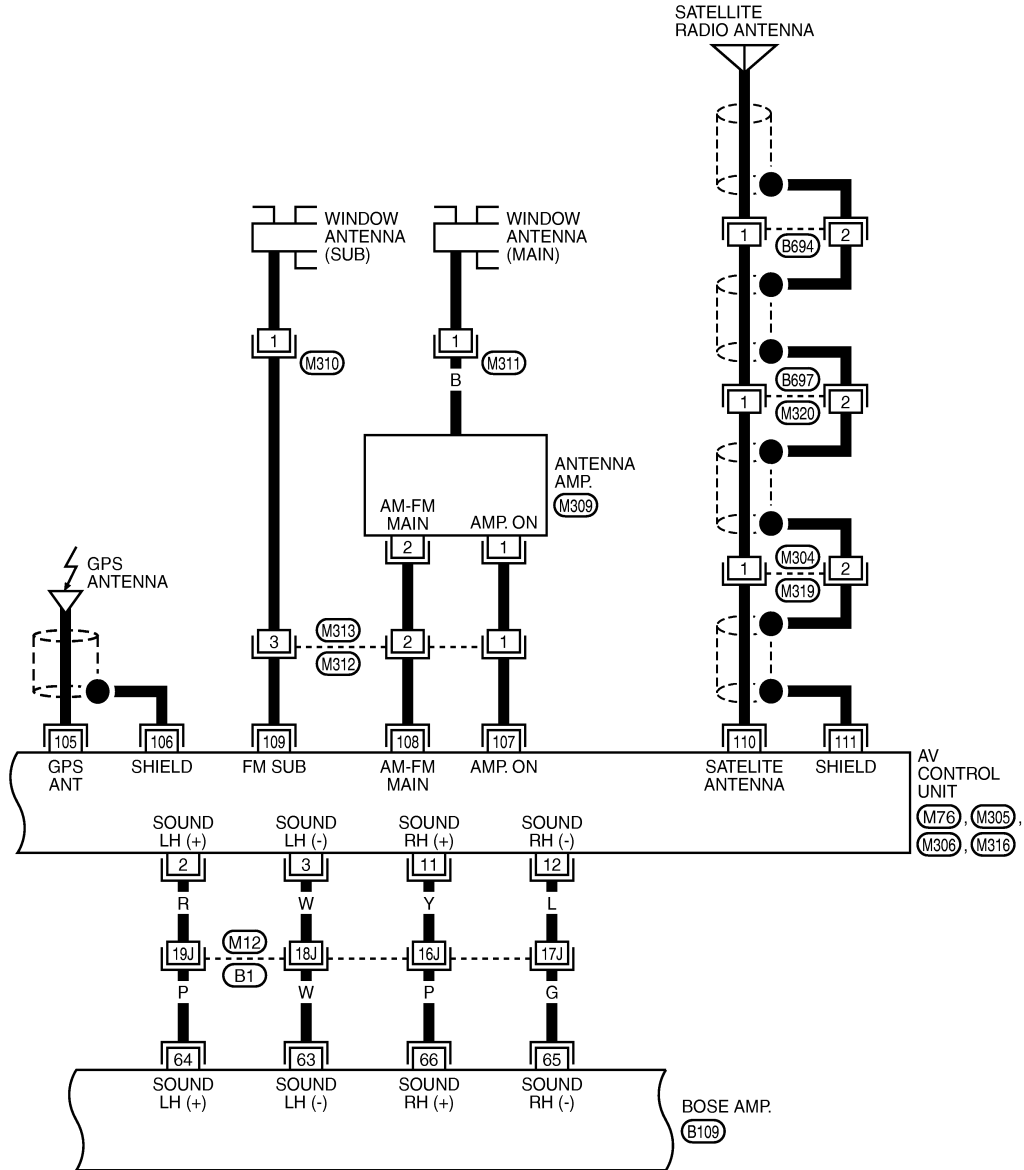 SATELLITE
RADIO ANTENNA
1
2
B694
WINDOW
ANTENNA
(SUB)
WINDOW
ANTENNA
(MAIN)
1
M310
1
M311
B
B697
1
2
M320
ANTENNA
AMP.
M309
AM-FM
MAIN
AMP. ON
2
1
M304
1
2
M319
GPS
ANTENNA
3
M313
M312
2
1
105
106
109
108
107
110
111
GPS
ANT
SHIELD
FM SUB
AM-FM
MAIN
AMP. ON
SATELITE
ANTENNA
SHIELD
AV
CONTROL
UNIT
M76, M305,
M306, M316
SOUND
LH (+)
SOUND
LH (-)
SOUND
RH (+)
SOUND
RH (-)
2
3
11
12
R
W
Y
L
19J
M12
B1
18J
16J
17J
P
W
P
G
64
63
66
65
SOUND
LH (+)
SOUND
LH (-)
SOUND
RH (+)
SOUND
RH (-)
BOSE AMP.
B109